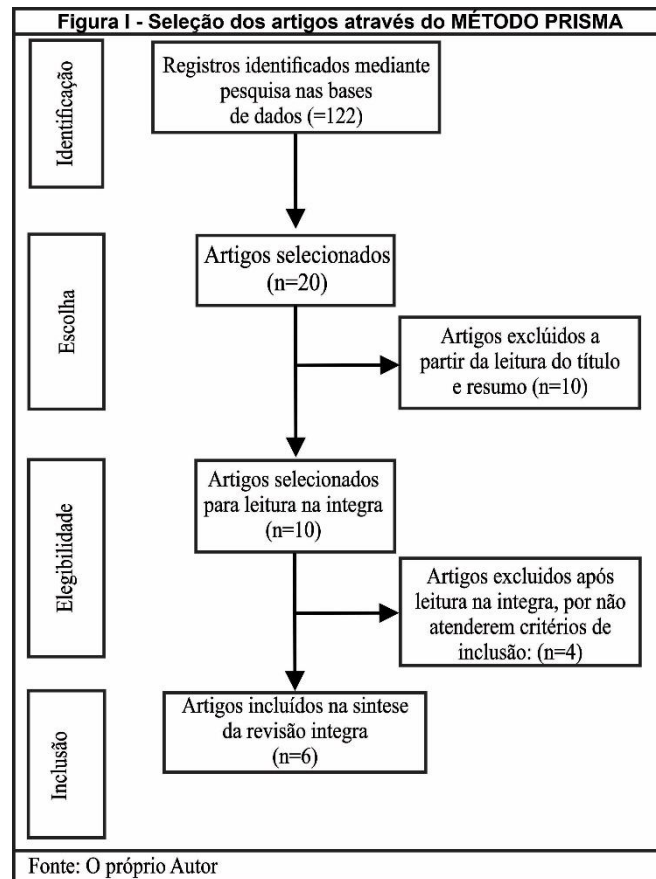 Figura I - Seleção dos artigos através do MÉTODO PRISMA
Identificação
Registros identificados mediante
pesquisa nas bases
de dados (=122)
Escolha
Artigos selecionados
(n=20)
Artigos exclúidos a
partir da leitura do título
e resumo (n=10)
Elegibilidade
Artigos selecionados
para leitura na integra
(n=10)
Artigos excluidos após
leitura na integra, por não
atenderem critérios de
inclusão: (n=4)
Inclusão
Artigos incluídos na sintese
da revisão integra
(n=6)
Fonte: O próprio Autor